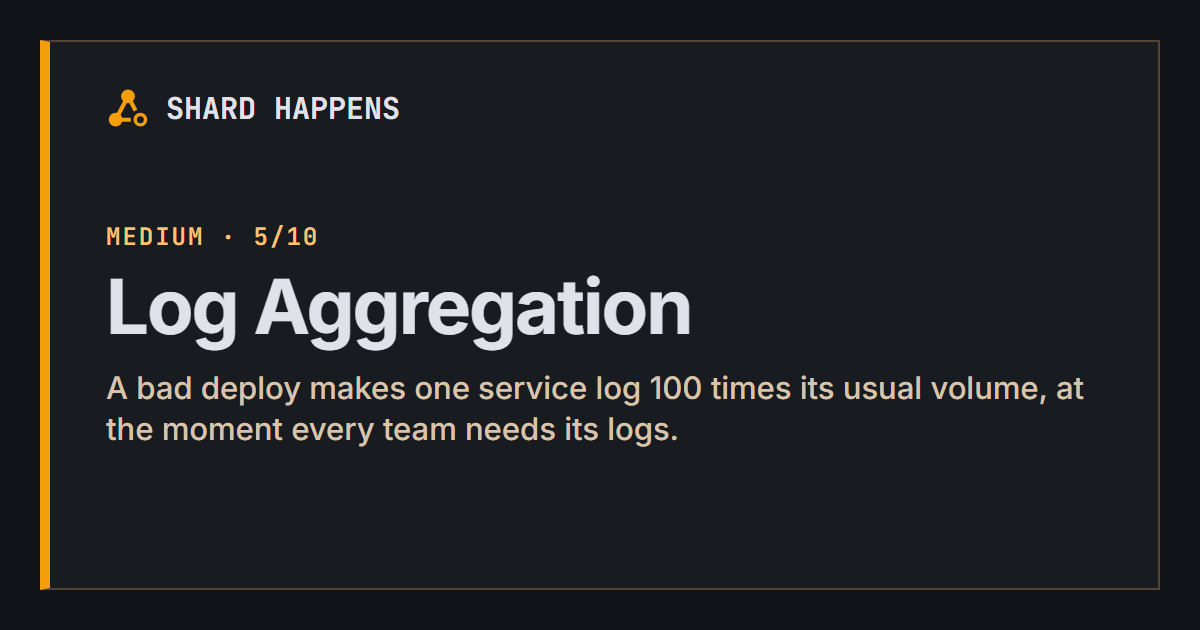 SHARD HAPPENS
MEDIUM · 5/10
Log Aggregation
A bad deploy makes one service log 100 times its usual volume, at
the moment every team needs its logs.